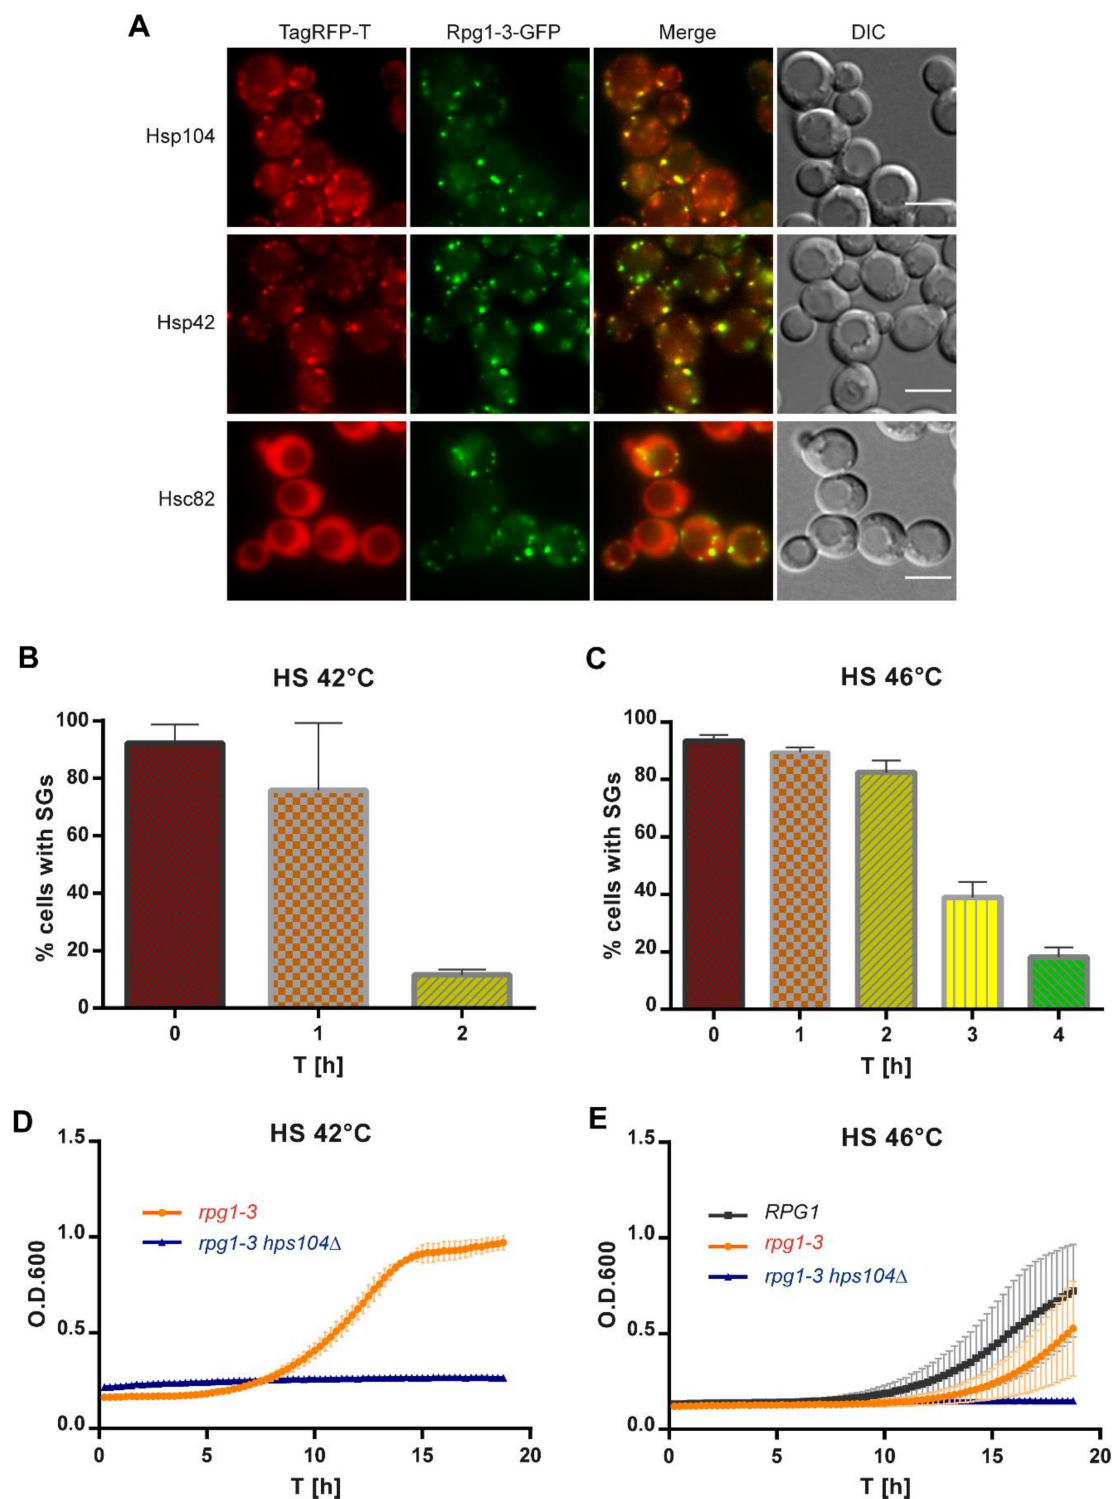 A
TagRFP-T Rpg1-3-GFP Merge DIC
Hsp104
Hsp42
Hsc82
B
HS 42°C
% cells with SGs
100
80
60
40
20
0
0 1 2
T [h]
C
HS 46°C
% cells with SGs
100
80
60
40
20
0
0 1 2 3 4
T [h]
D
HS 42°C
O.D.600
1.5
1.0
0.5
0.0
rpg1-3
rpg1-3 hps104Δ
0 5 10 15 20
T [h]
E
HS 46°C
O.D.600
1.5
1.0
0.5
0.0
RPG1
rpg1-3
rpg1-3 hps104Δ
0 5 10 15 20
T [h]